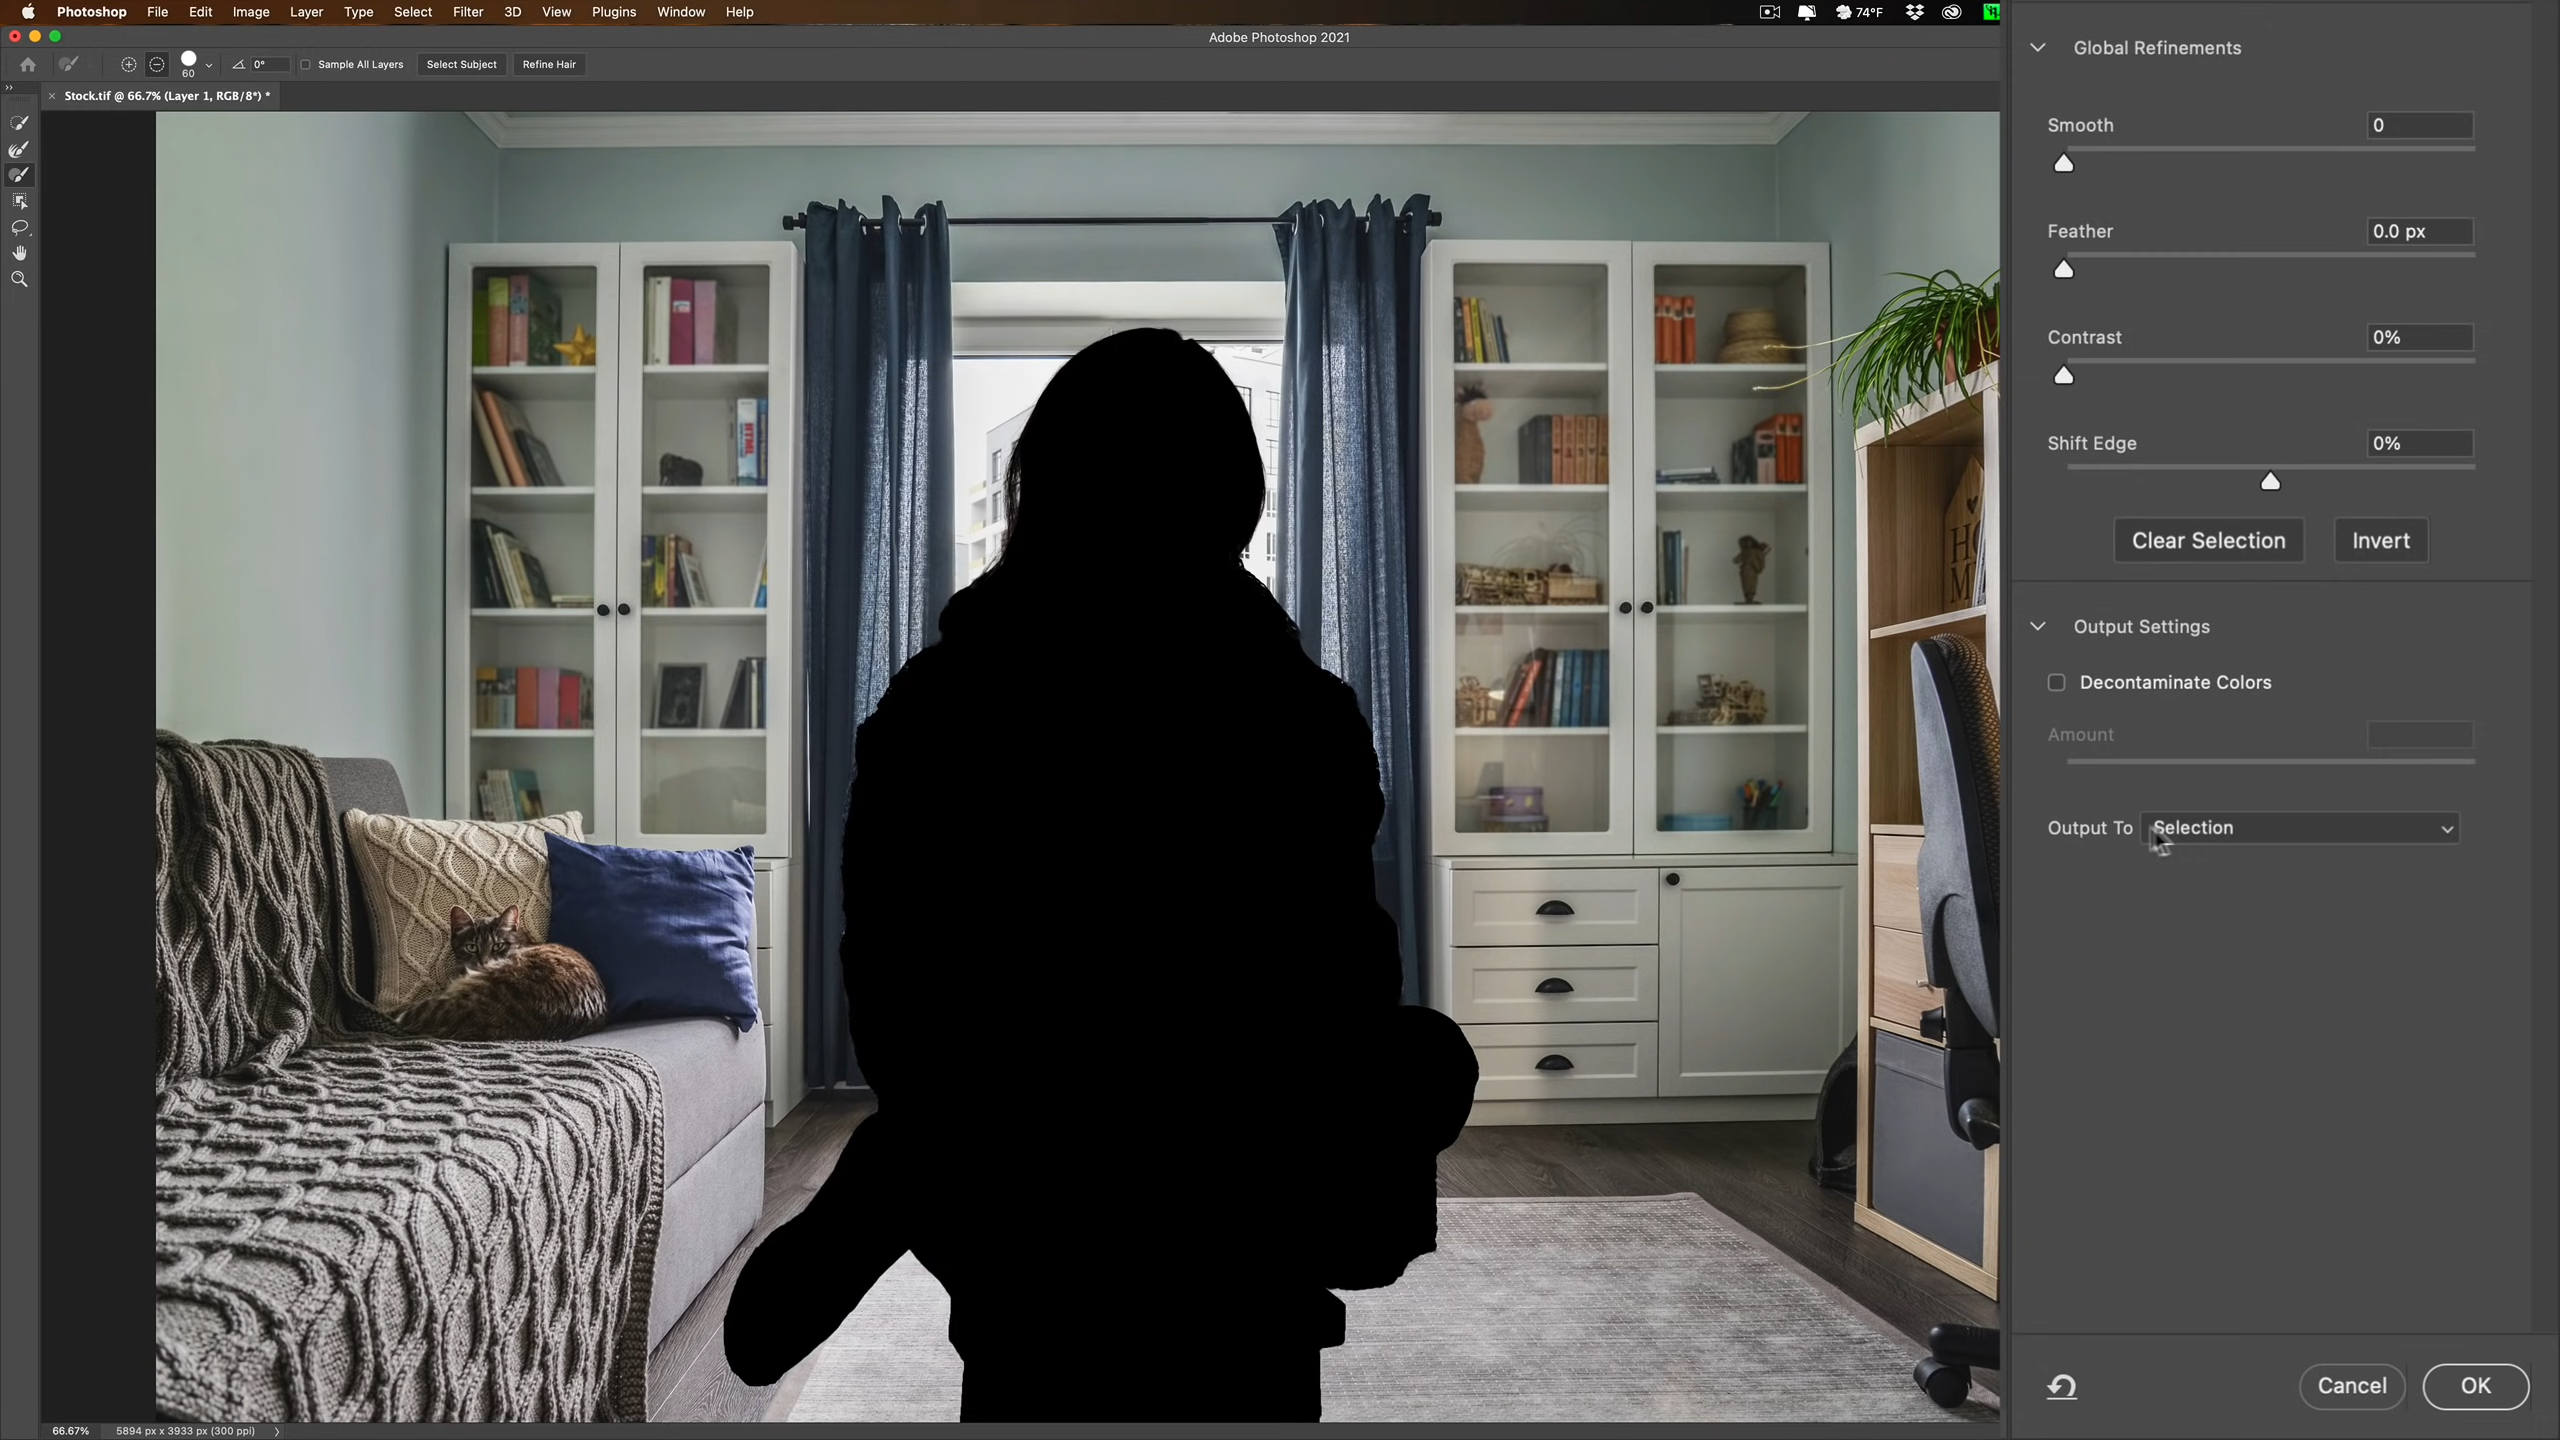 Photoshop File Edit Image Layer Type Select Filter 3D View Plugins Window Help 74°F
Adobe Photoshop 2021
60 0° Sample All Layers Select Subject Refine Hair
Stock.tif @ 66.7% (Layer 1, RGB/8*) *
Global Refinements
Smooth 0
Feather 0.0 px
Contrast 0%
Shift Edge 0%
Clear Selection Invert
Output Settings
Decontaminate Colors
Amount
Output To Selection
Cancel OK
HTML
66.67% 5894 px x 3933 px (300 ppi)